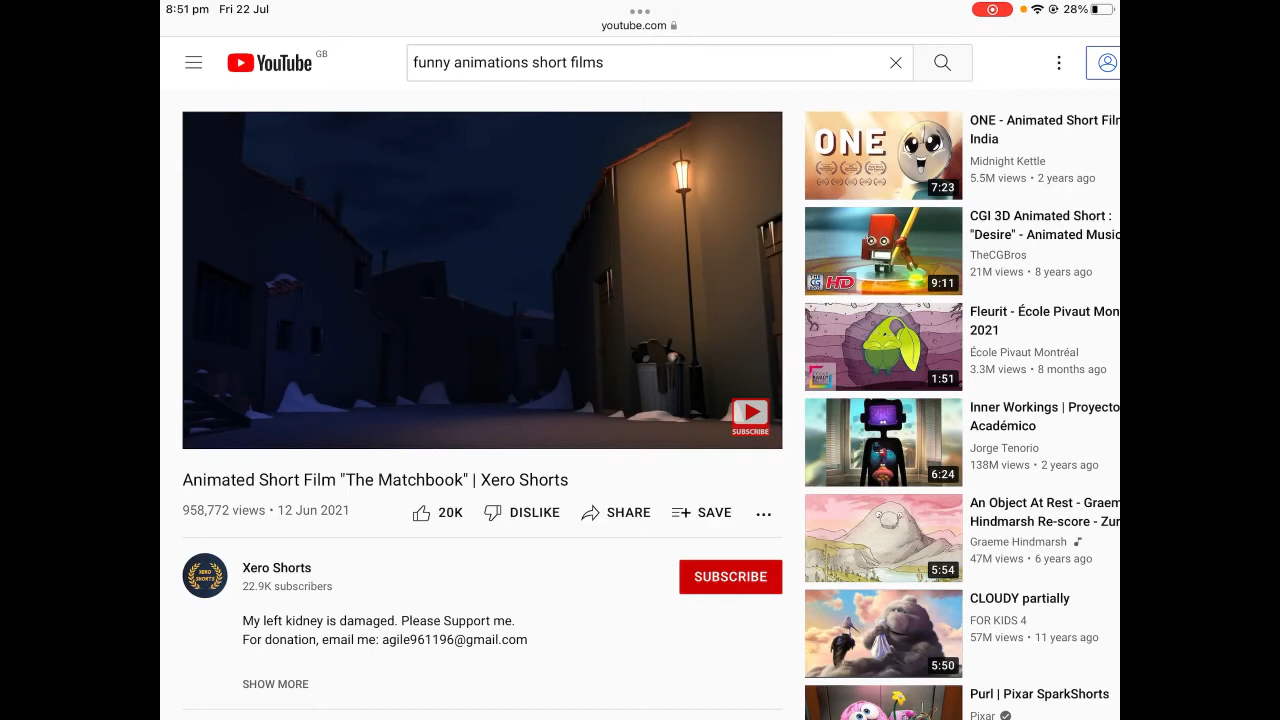 8:51 pm Fri 22 Jul
28%
youtube.com
YouTube GB
funny animations short films
SUBSCRIBE
Animated Short Film "The Matchbook" | Xero Shorts
958,772 views • 12 Jun 2021
20K DISLIKE SHARE SAVE
XERO SHORTS
Xero Shorts
22.9K subscribers
SUBSCRIBE
My left kidney is damaged. Please Support me.
For donation, email me: agile961196@gmail.com
SHOW MORE
ONE
7:23
ONE - Animated Short Film
India
Midnight Kettle
5.5M views • 2 years ago
HD
9:11
CGI 3D Animated Short :
"Desire" - Animated Music
TheCGBros
21M views • 8 years ago
1:51
Fleurit - École Pivaut Mon
2021
École Pivaut Montréal
3.3M views • 8 months ago
6:24
Inner Workings | Proyecto
Académico
Jorge Tenorio
138M views • 2 years ago
5:54
An Object At Rest - Graem
Hindmarsh Re-score - Zur
Graeme Hindmarsh
47M views • 6 years ago
5:50
CLOUDY partially
FOR KIDS 4
57M views • 11 years ago
Purl | Pixar SparkShorts
Pixar